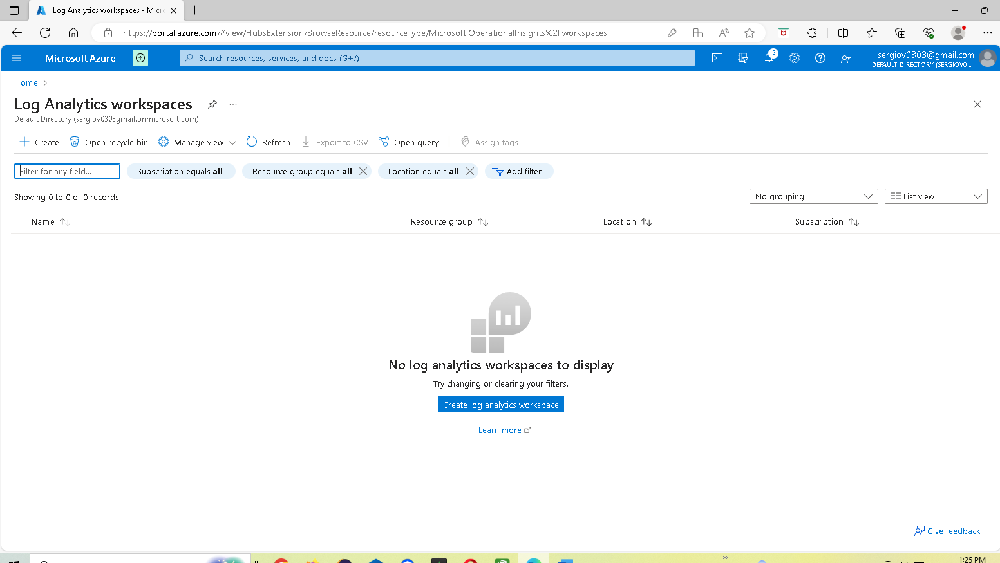 Log Analytics workspaces - Micro
https://portal.azure.com/#view/HubsExtension/BrowseResource/resourceType/Microsoft.OperationalInsights%2Fworkspaces
Microsoft Azure
Search resources, services, and docs (G+/)
2
sergiov0303@gmail.com
DEFAULT DIRECTORY (SERGIOV0...
Home
Log Analytics workspaces
...
Default Directory (sergiov0303gmail.onmicrosoft.com)
Create
Open recycle bin
Manage view
Refresh
Export to CSV
Open query
Assign tags
Filter for any field...
Subscription equals all
Resource group equals all
Location equals all
Add filter
Showing 0 to 0 of 0 records.
No grouping
List view
Name
Resource group
Location
Subscription
No log analytics workspaces to display
Try changing or clearing your filters.
Create log analytics workspace
Learn more
Give feedback
1:25 PM